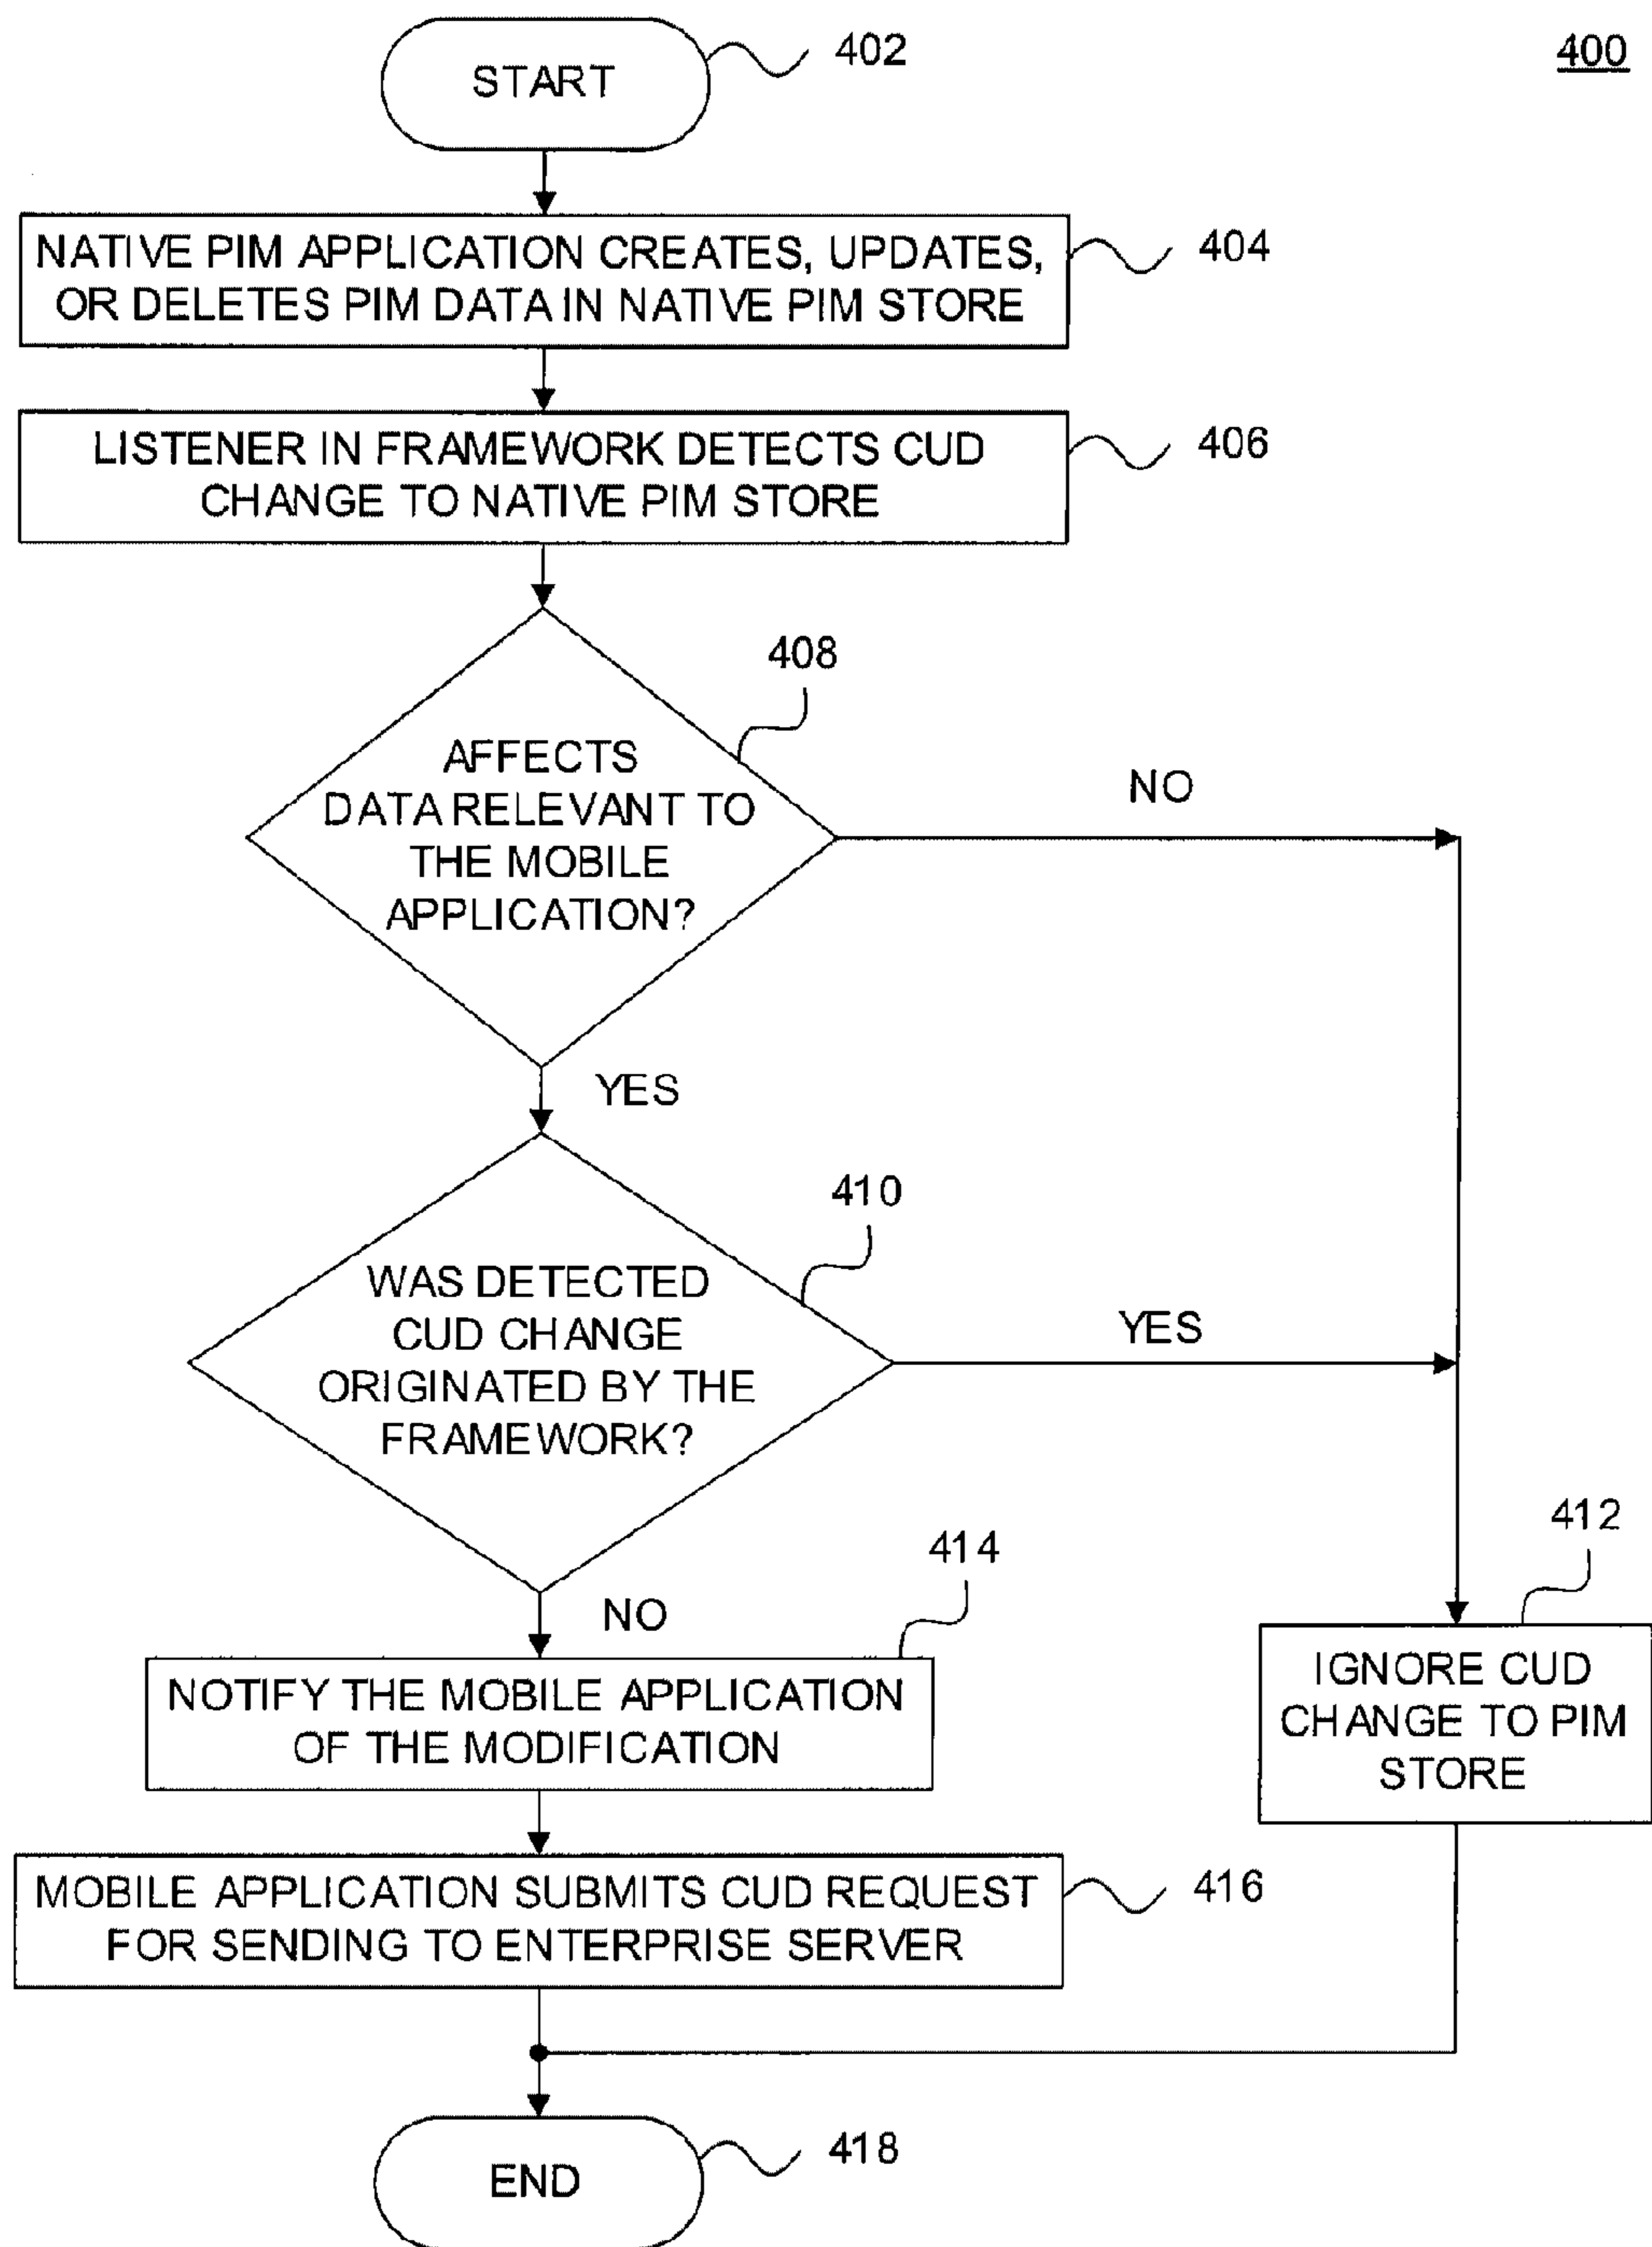 400
START
402
NATIVE PIM APPLICATION CREATES, UPDATES,
OR DELETES PIM DATA IN NATIVE PIM STORE
404
LISTENER IN FRAMEWORK DETECTS CUD
CHANGE TO NATIVE PIM STORE
406
408
AFFECTS
DATA RELEVANT TO
THE MOBILE
APPLICATION?
NO
YES
410
WAS DETECTED
CUD CHANGE
ORIGINATED BY THE
FRAMEWORK?
YES
NO
412
IGNORE CUD
CHANGE TO PIM
STORE
414
NOTIFY THE MOBILE APPLICATION
OF THE MODIFICATION
MOBILE APPLICATION SUBMITS CUD REQUEST
FOR SENDING TO ENTERPRISE SERVER
416
END
418